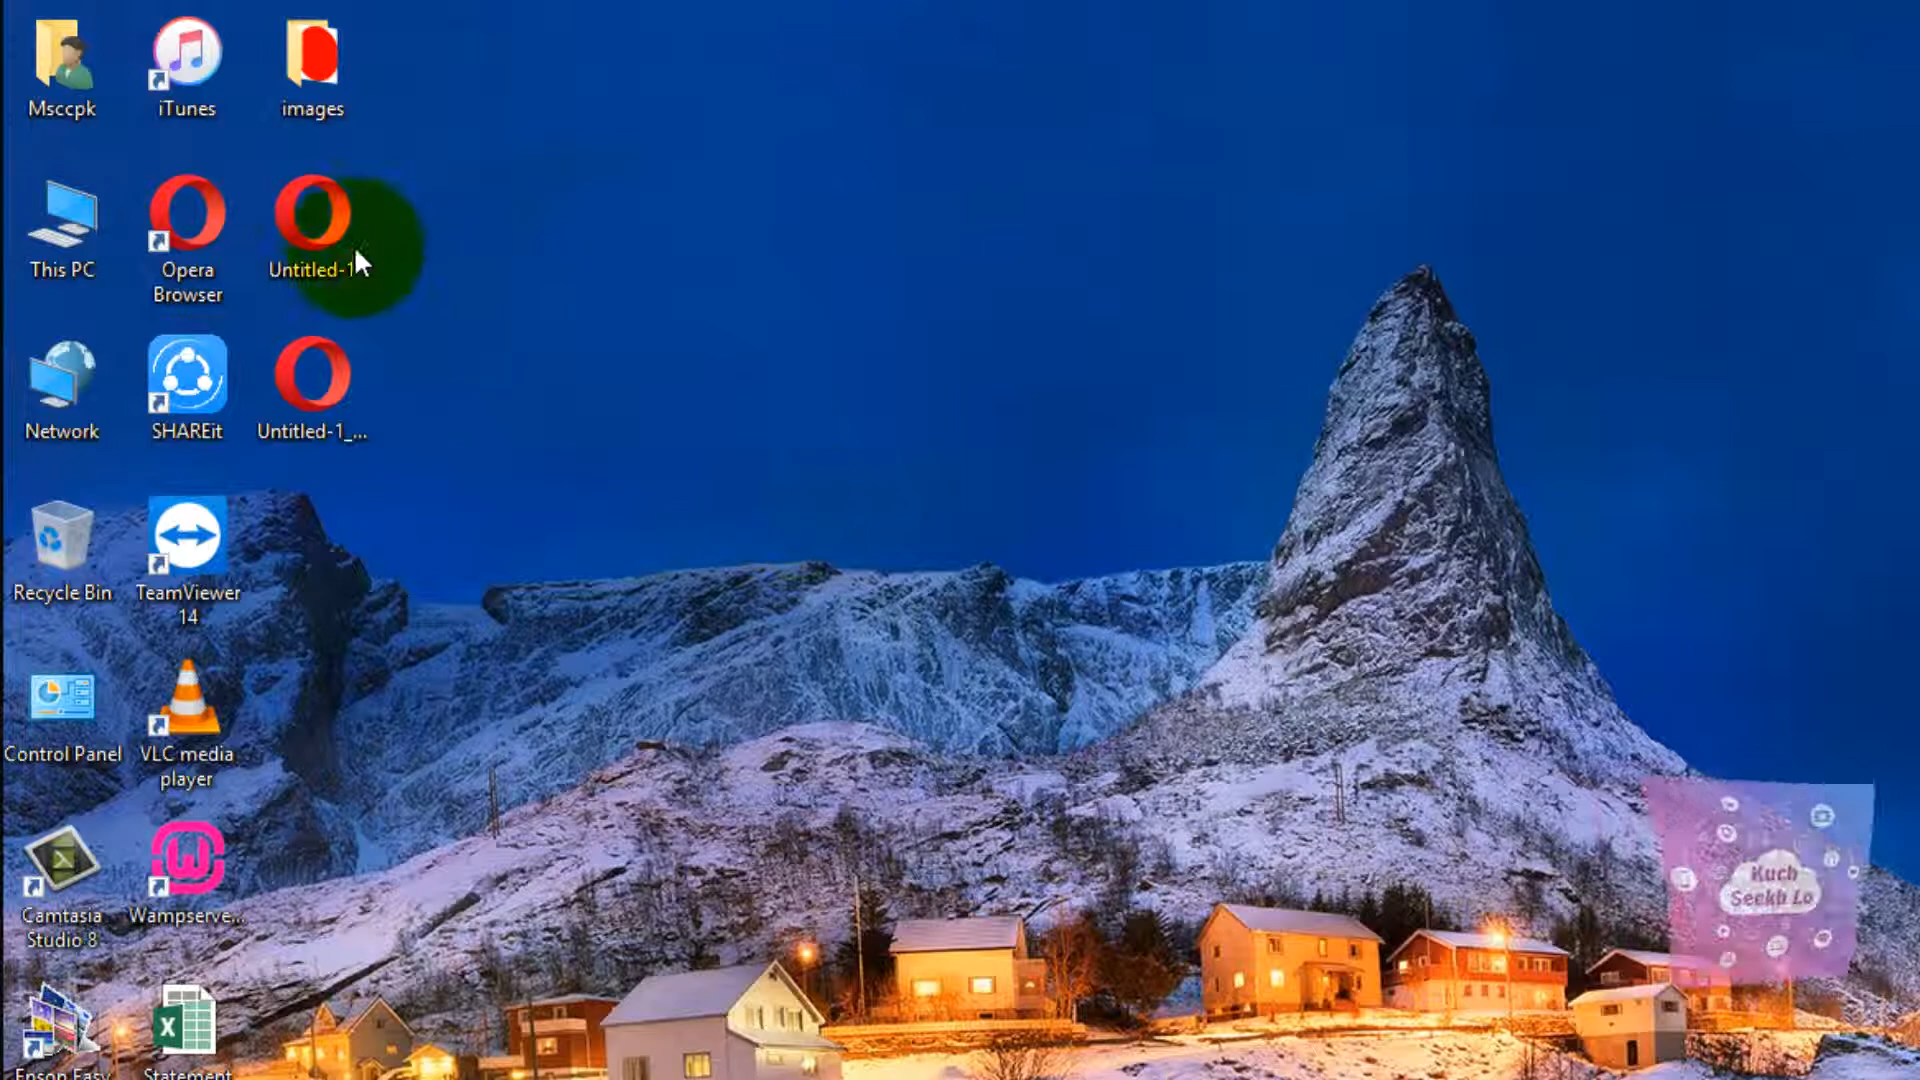 Msccpk
iTunes
images
This PC
Opera
Browser
Untitled-1
Network
SHAREit
Untitled-1_...
Recycle Bin
TeamViewer
14
Control Panel
VLC media
player
Camtasia
Studio 8
Wampserve...
Epson Easy
Statement
Kuch
Seekh Lo